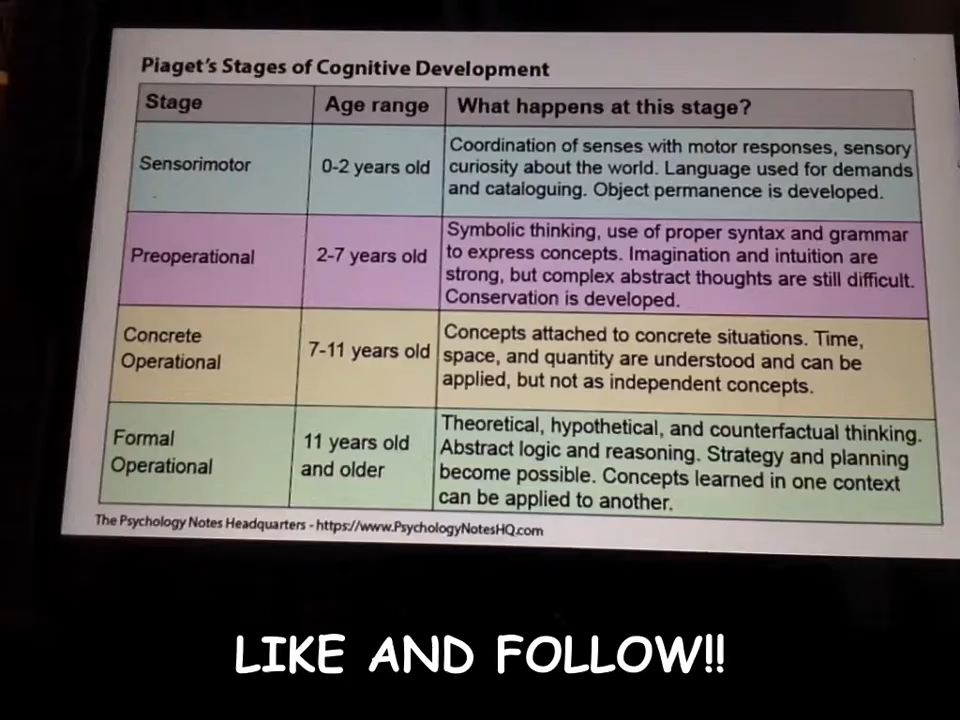 Piaget's Stages of Cognitive Development
Stage
Age range
What happens at this stage?
Sensorimotor
0-2 years old
Coordination of senses with motor responses, sensory
curiosity about the world. Language used for demands
and cataloguing. Object permanence is developed.
Preoperational
2-7 years old
Symbolic thinking, use of proper syntax and grammar
to express concepts. Imagination and intuition are
strong, but complex abstract thoughts are still difficult.
Conservation is developed.
Concrete
Operational
7-11 years old
Concepts attached to concrete situations. Time,
space, and quantity are understood and can be
applied, but not as independent concepts.
Formal
Operational
11 years old
and older
Theoretical, hypothetical, and counterfactual thinking.
Abstract logic and reasoning. Strategy and planning
become possible. Concepts learned in one context
can be applied to another.
The Psychology Notes Headquarters - https://www.PsychologyNotesHQ.com
LIKE AND FOLLOW!!